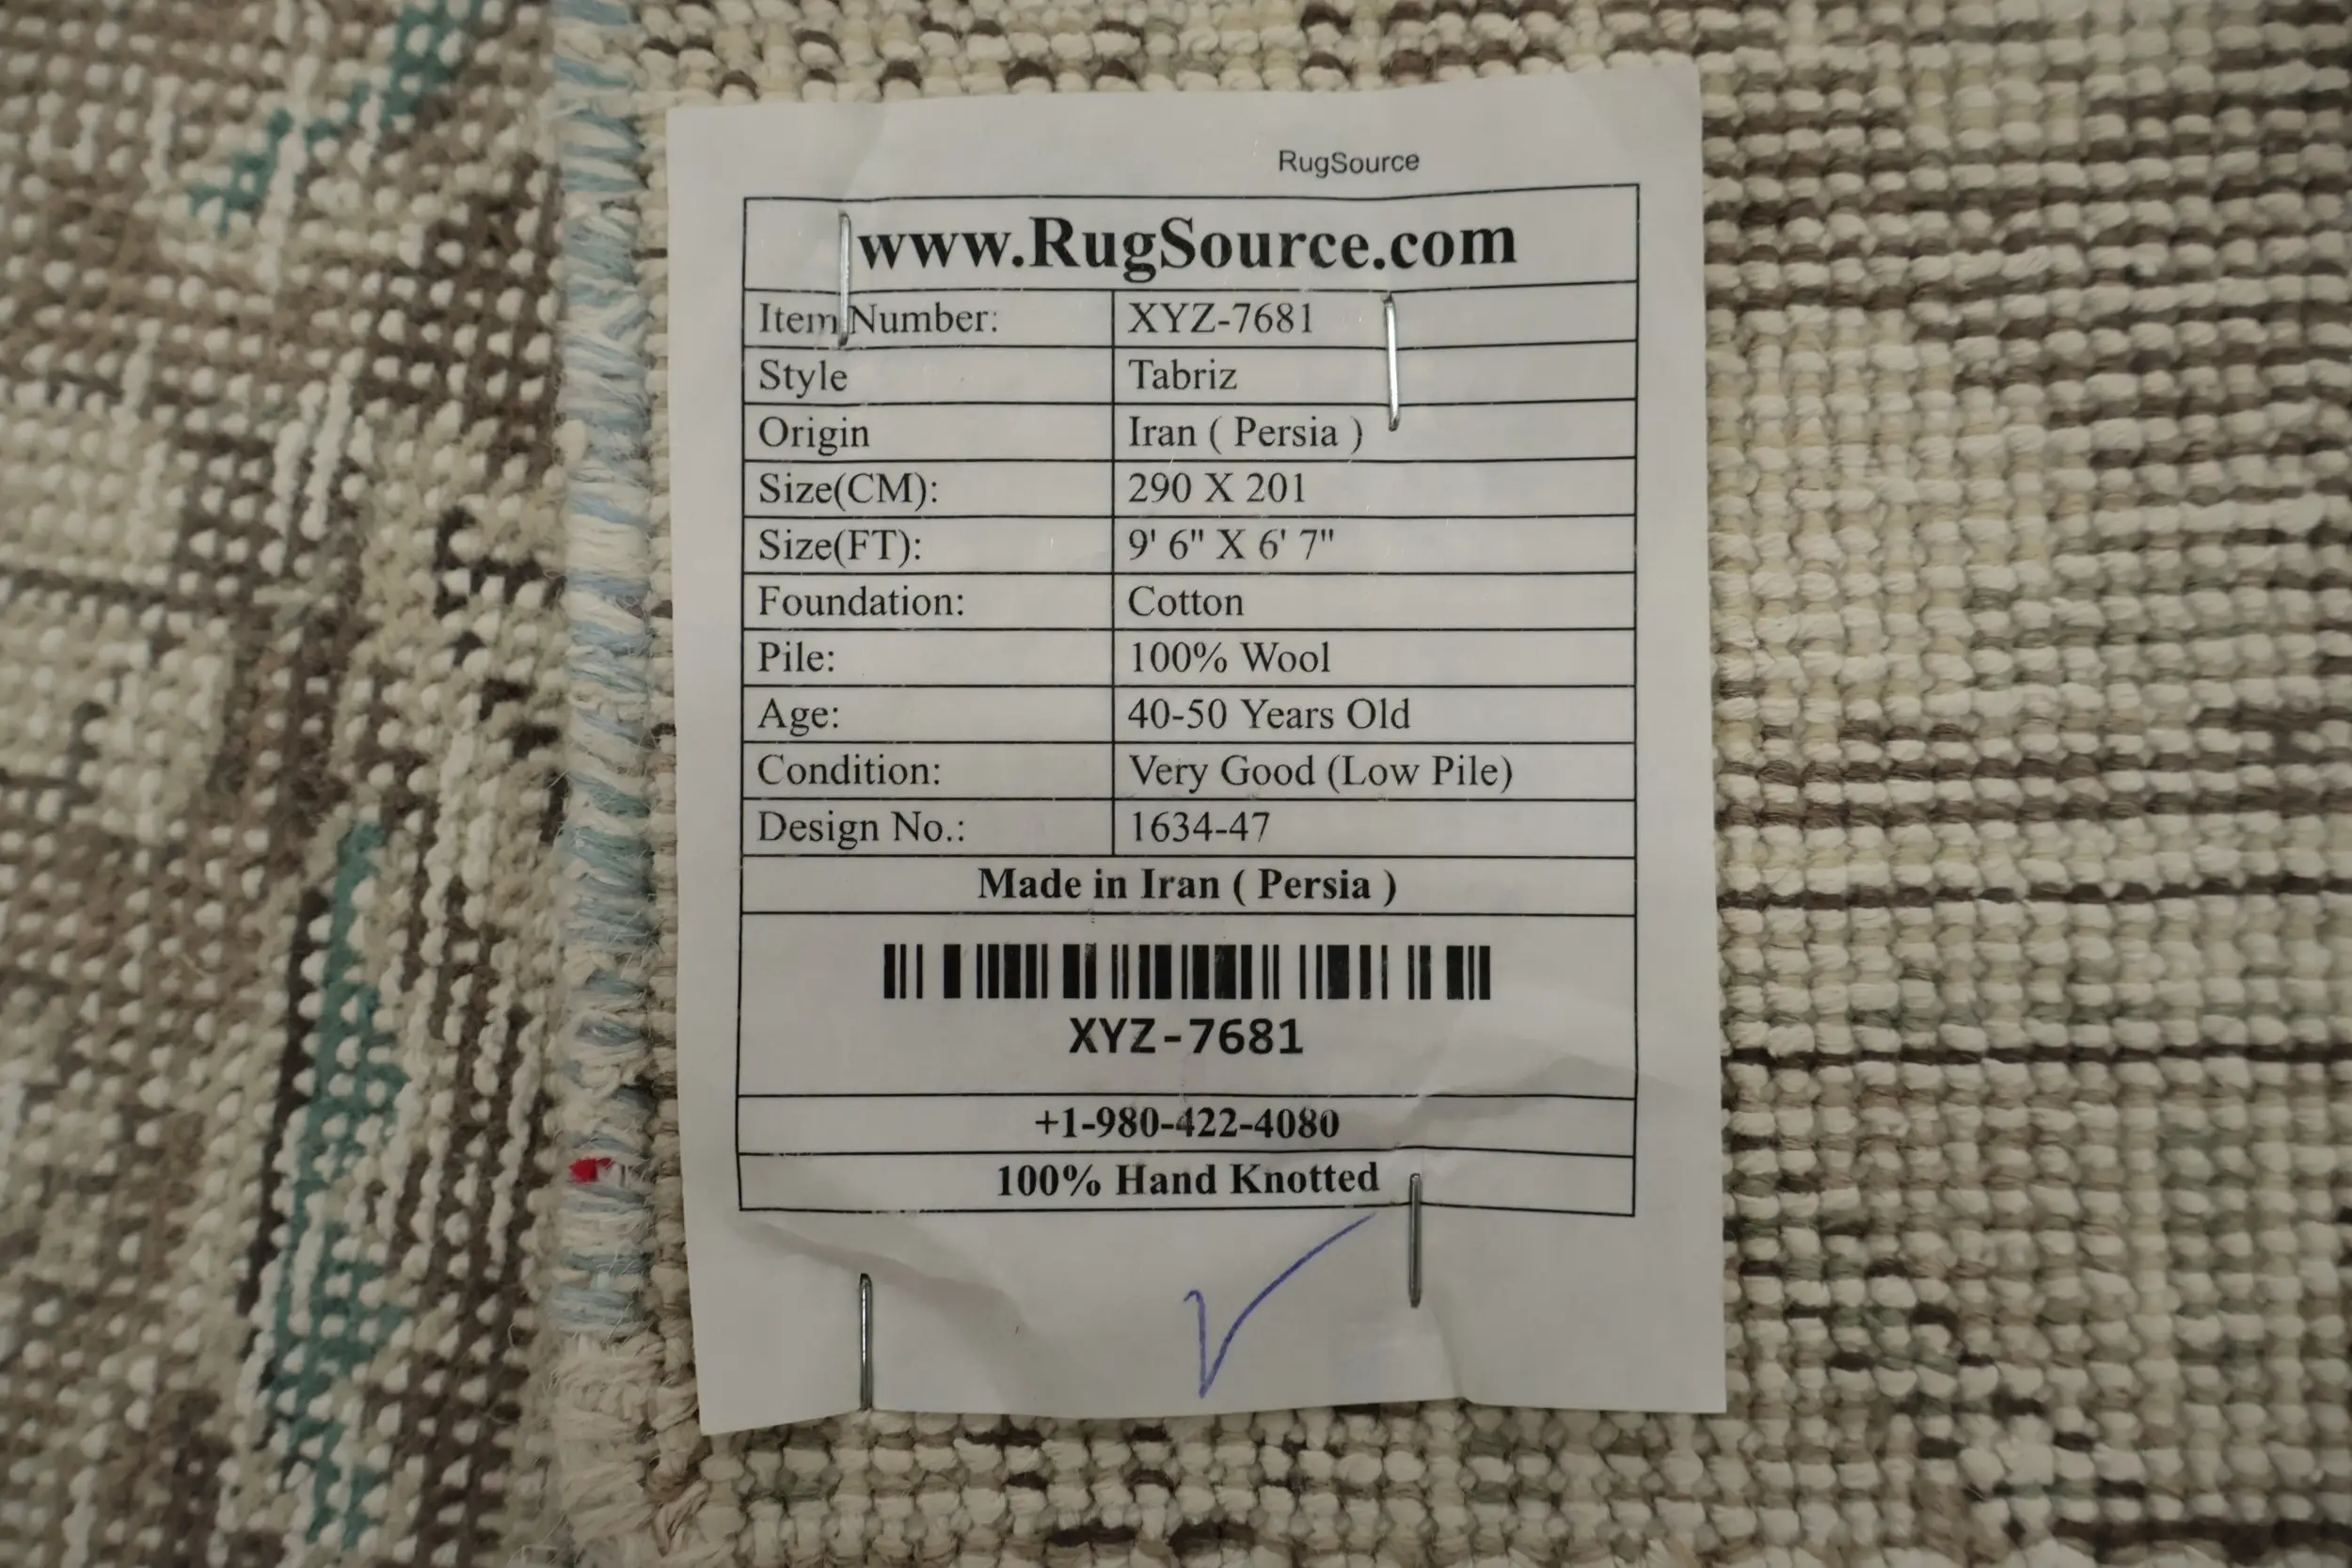 RugSource
www.RugSource.com
Item Number: XYZ-7681
Style Tabriz
Origin Iran ( Persia )
Size(CM): 290 X 201
Size(FT): 9' 6" X 6' 7"
Foundation: Cotton
Pile: 100% Wool
Age: 40-50 Years Old
Condition: Very Good (Low Pile)
Design No.: 1634-47
Made in Iran ( Persia )
XYZ-7681
+1-980-422-4080
100% Hand Knotted